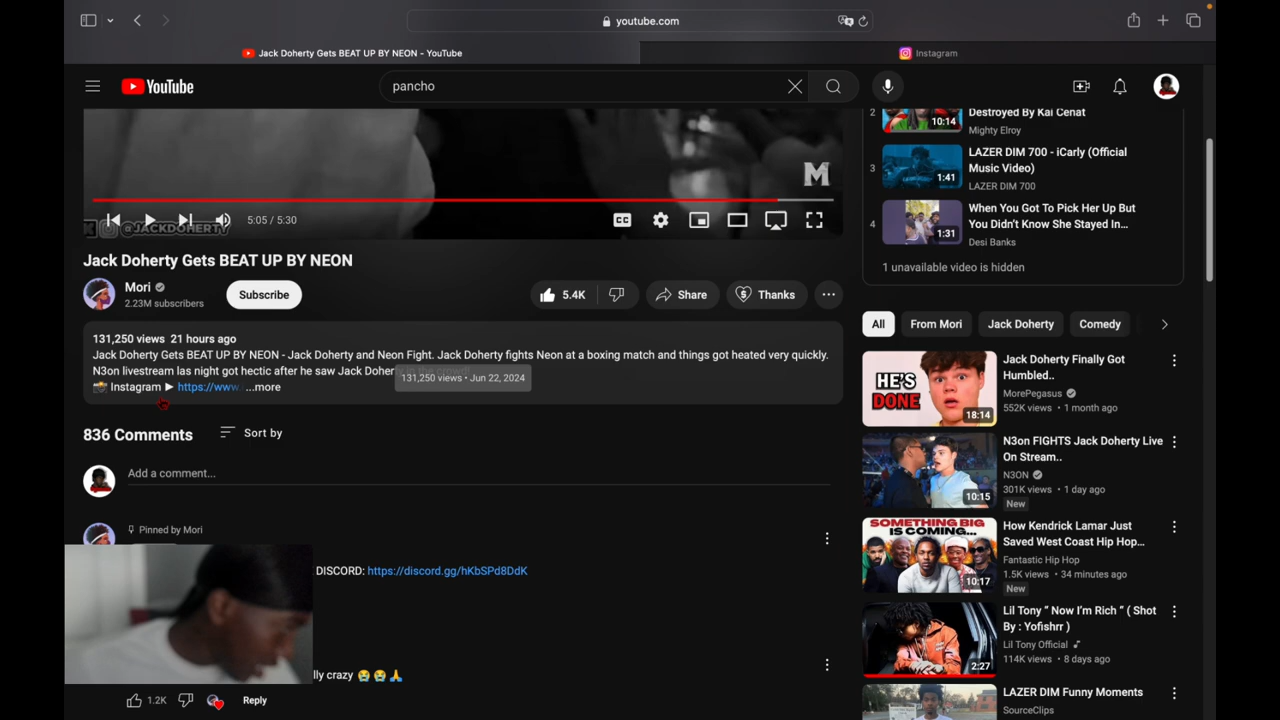 youtube.com
Jack Doherty Gets BEAT UP BY NEON - YouTube
Instagram
YouTube
pancho
M
@JACKDOHERTY
5:05 / 5:30
CC
Jack Doherty Gets BEAT UP BY NEON
Mori
2.23M subscribers
Subscribe
5.4K
Share
Thanks
131,250 views 21 hours ago
Jack Doherty Gets BEAT UP BY NEON - Jack Doherty and Neon Fight. Jack Doherty fights Neon at a boxing match and things got heated very quickly.
N3on livestream las night got hectic after he saw Jack Doher
131,250 views • Jun 22, 2024
📸 Instagram ► https://www. ...more
836 Comments
Sort by
Add a comment...
Pinned by Mori
DISCORD: https://discord.gg/hKbSPd8DdK
lly crazy 😭😭🙏
1.2K
Reply
2
10:14
Destroyed By Kai Cenat
Mighty Elroy
3
1:41
LAZER DIM 700 - iCarly (Official
Music Video)
LAZER DIM 700
4
1:31
When You Got To Pick Her Up But
You Didn't Know She Stayed In...
Desi Banks
1 unavailable video is hidden
All
From Mori
Jack Doherty
Comedy
HE'S
DONE
18:14
Jack Doherty Finally Got
Humbled..
MorePegasus
552K views • 1 month ago
10:15
N3on FIGHTS Jack Doherty Live
On Stream..
N3ON
301K views • 1 day ago
New
SOMETHING BIG
IS COMING...
10:17
How Kendrick Lamar Just
Saved West Coast Hip Hop...
Fantastic Hip Hop
1.5K views • 34 minutes ago
New
2:27
Lil Tony " Now I'm Rich " ( Shot
By : Yofishrr )
Lil Tony Official
114K views • 8 days ago
LAZER DIM Funny Moments
SourceClips